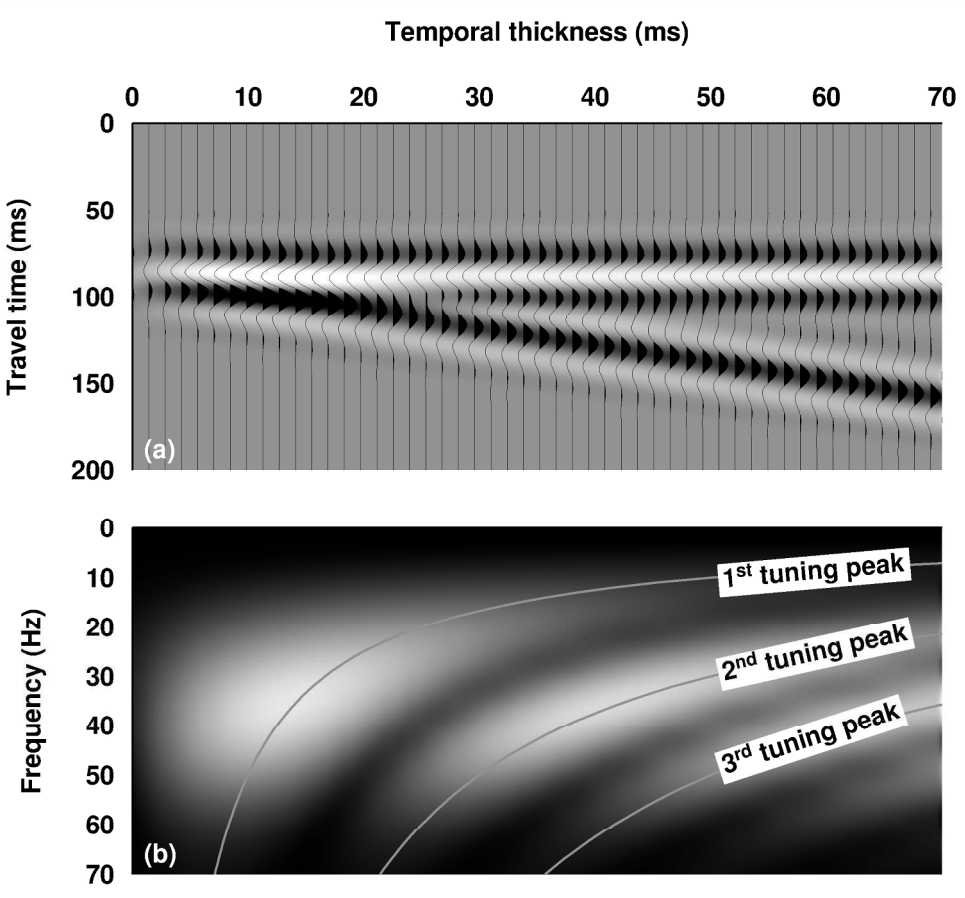 Temporal thickness (ms)
0 10 20 30 40 50 60 70
0
50
100
150
200
Travel time (ms)
(a)
0
10
20
30
40
50
60
70
Frequency (Hz)
1st tuning peak
2nd tuning peak
3rd tuning peak
(b)